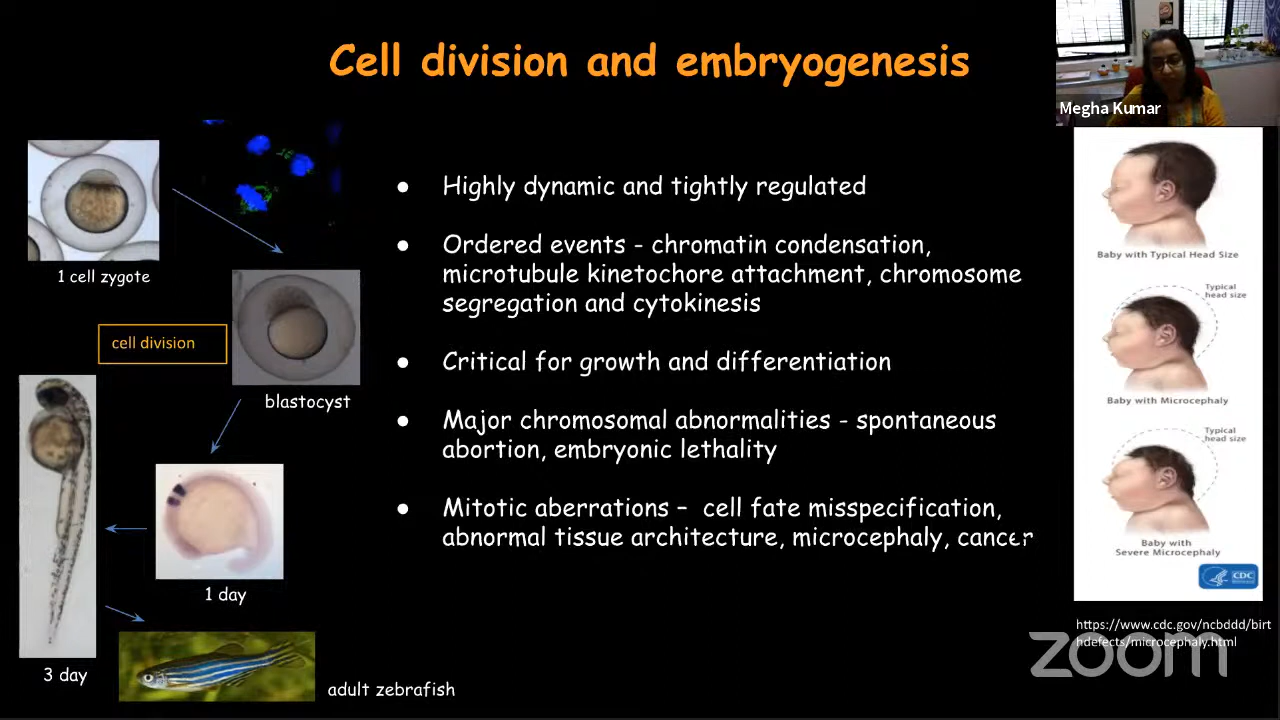 Cell division and embryogenesis
Megha Kumar
1 cell zygote
cell division
blastocyst
1 day
3 day
adult zebrafish
● Highly dynamic and tightly regulated
● Ordered events - chromatin condensation,
microtubule kinetochore attachment, chromosome
segregation and cytokinesis
● Critical for growth and differentiation
● Major chromosomal abnormalities - spontaneous
abortion, embryonic lethality
● Mitotic aberrations – cell fate misspecification,
abnormal tissue architecture, microcephaly, cancer
Baby with Typical Head Size
Typical
head size
Baby with Microcephaly
Typical
head size
Baby with
Severe Microcephaly
CDC
https://www.cdc.gov/ncbddd/birt
hdefects/microcephaly.html
zoom